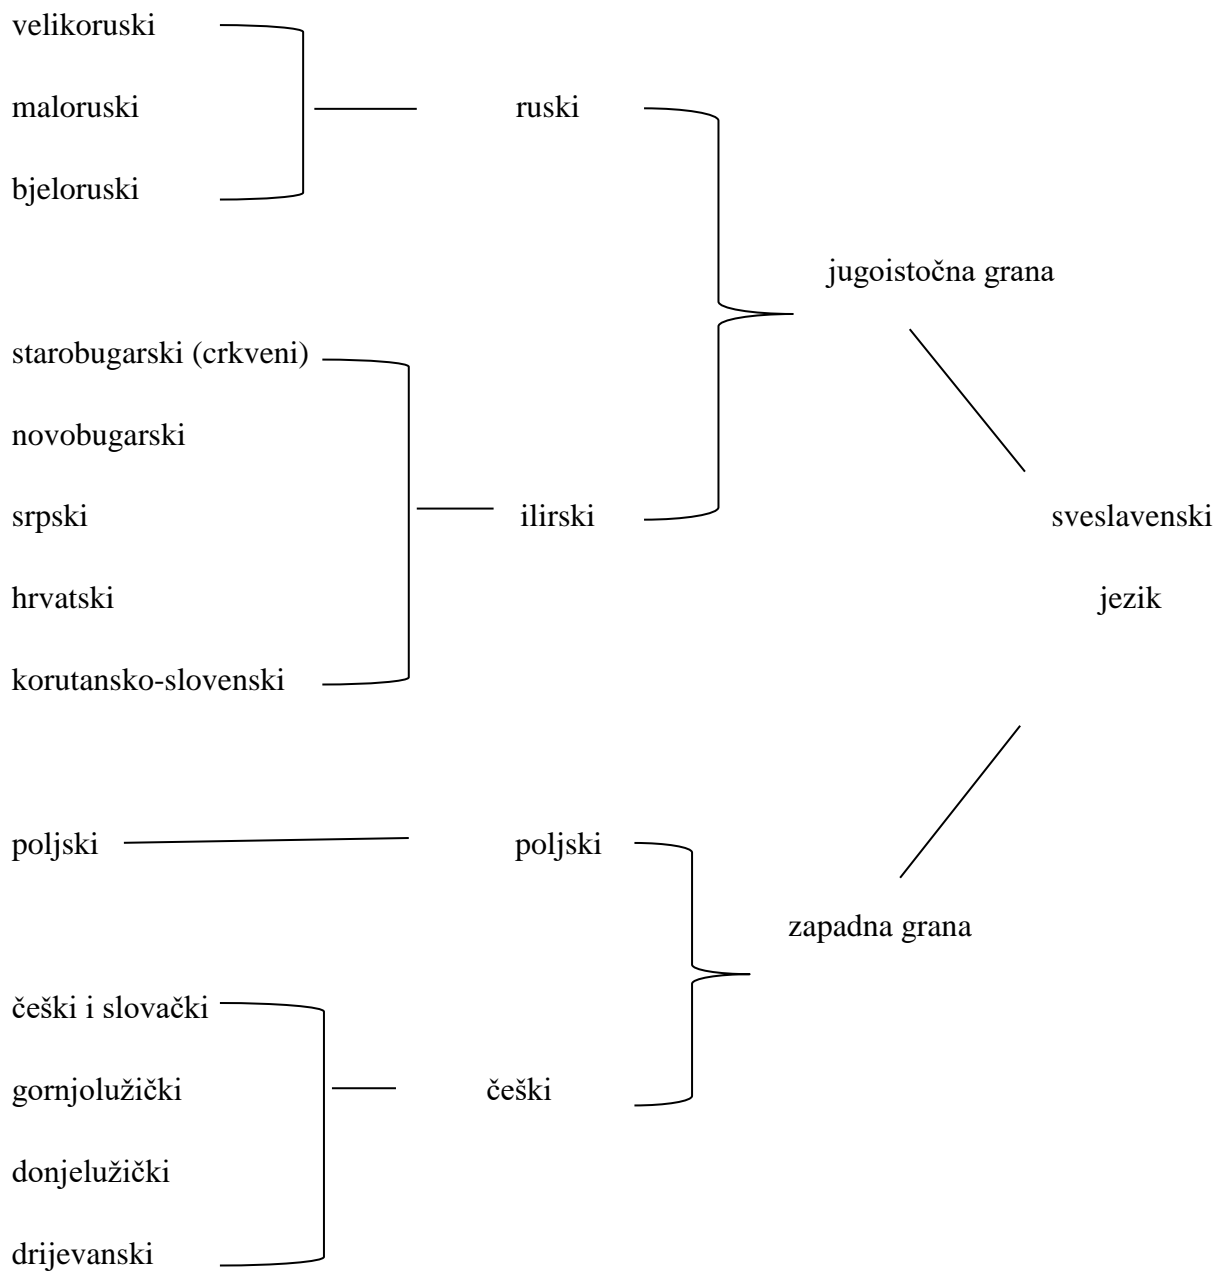 velikoruski
maloruski
ruski
bjeloruski
jugoistočna grana
starobugarski (crkveni)
novobugarski
srpski
ilirski
sveslavenski
hrvatski
jezik
korutansko-slovenski
poljski
poljski
zapadna grana
češki i slovački
gornjolužički
češki
donjelužički
drijevanski